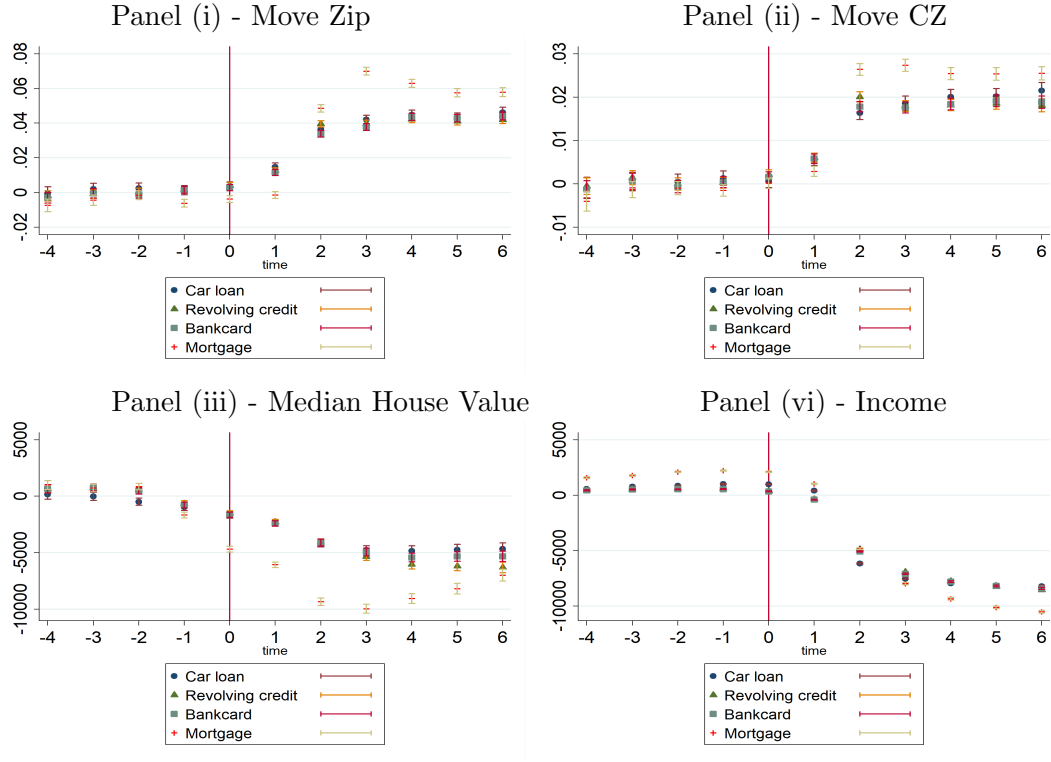 Panel (i) - Move Zip
.08
.06
.04
.02
0
-.02
-4 -3 -2 -1 0 1 2 3 4 5 6
time
Car loan
Revolving credit
Bankcard
Mortgage
Panel (ii) - Move CZ
.03
.02
.01
0
-.01
-4 -3 -2 -1 0 1 2 3 4 5 6
time
Car loan
Revolving credit
Bankcard
Mortgage
Panel (iii) - Median House Value
5000
0
-5000
-10000
-4 -3 -2 -1 0 1 2 3 4 5 6
time
Car loan
Revolving credit
Bankcard
Mortgage
Panel (vi) - Income
5000
0
-5000
-10000
-4 -3 -2 -1 0 1 2 3 4 5 6
time
Car loan
Revolving credit
Bankcard
Mortgage